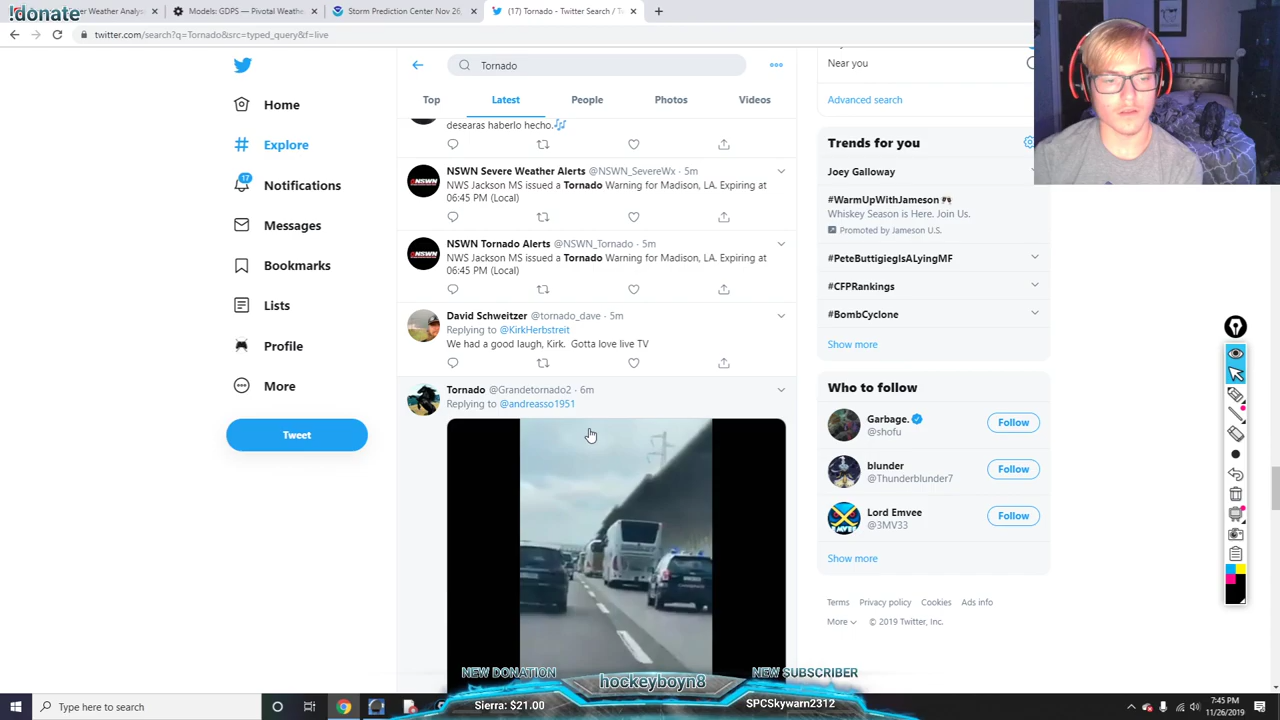 !donate
Weather Analys
Models: GDPS — Pivotal Weathe
Storm Prediction Center Nov 26,
(17) Tornado - Twitter Search / Tw
twitter.com/search?q=Tornado&src=typed_query&f=live
Home
Explore
17
Notifications
Messages
Bookmarks
Lists
Profile
More
Tweet
Tornado
Top
Latest
People
Photos
Videos
desearas haberlo hecho.
NSWN Severe Weather Alerts @NSWN_SevereWx · 5m
NWS Jackson MS issued a Tornado Warning for Madison, LA. Expiring at
06:45 PM (Local)
NSWN Tornado Alerts @NSWN_Tornado · 5m
NWS Jackson MS issued a Tornado Warning for Madison, LA. Expiring at
06:45 PM (Local)
David Schweitzer @tornado_dave · 5m
Replying to @KirkHerbstreit
We had a good laugh, Kirk. Gotta love live TV
Tornado @Grandetornado2 · 6m
Replying to @andreasso1951
Near you
Advanced search
Trends for you
Joey Galloway
#WarmUpWithJameson
Whiskey Season is Here. Join Us.
Promoted by Jameson U.S.
#PeteButtigiegIsALyingMF
#CFPRankings
#BombCyclone
Show more
Who to follow
Garbage.
@shofu
Follow
blunder
@Thunderblunder7
Follow
Lord Emvee
@3MV33
Follow
Show more
Terms Privacy policy Cookies Ads info
More © 2019 Twitter, Inc.
NEW DONATION
Sierra: $21.00
hockeyboyn8
NEW SUBSCRIBER
SPCSkywarn2312
Type here to search
7:45 PM
11/26/2019